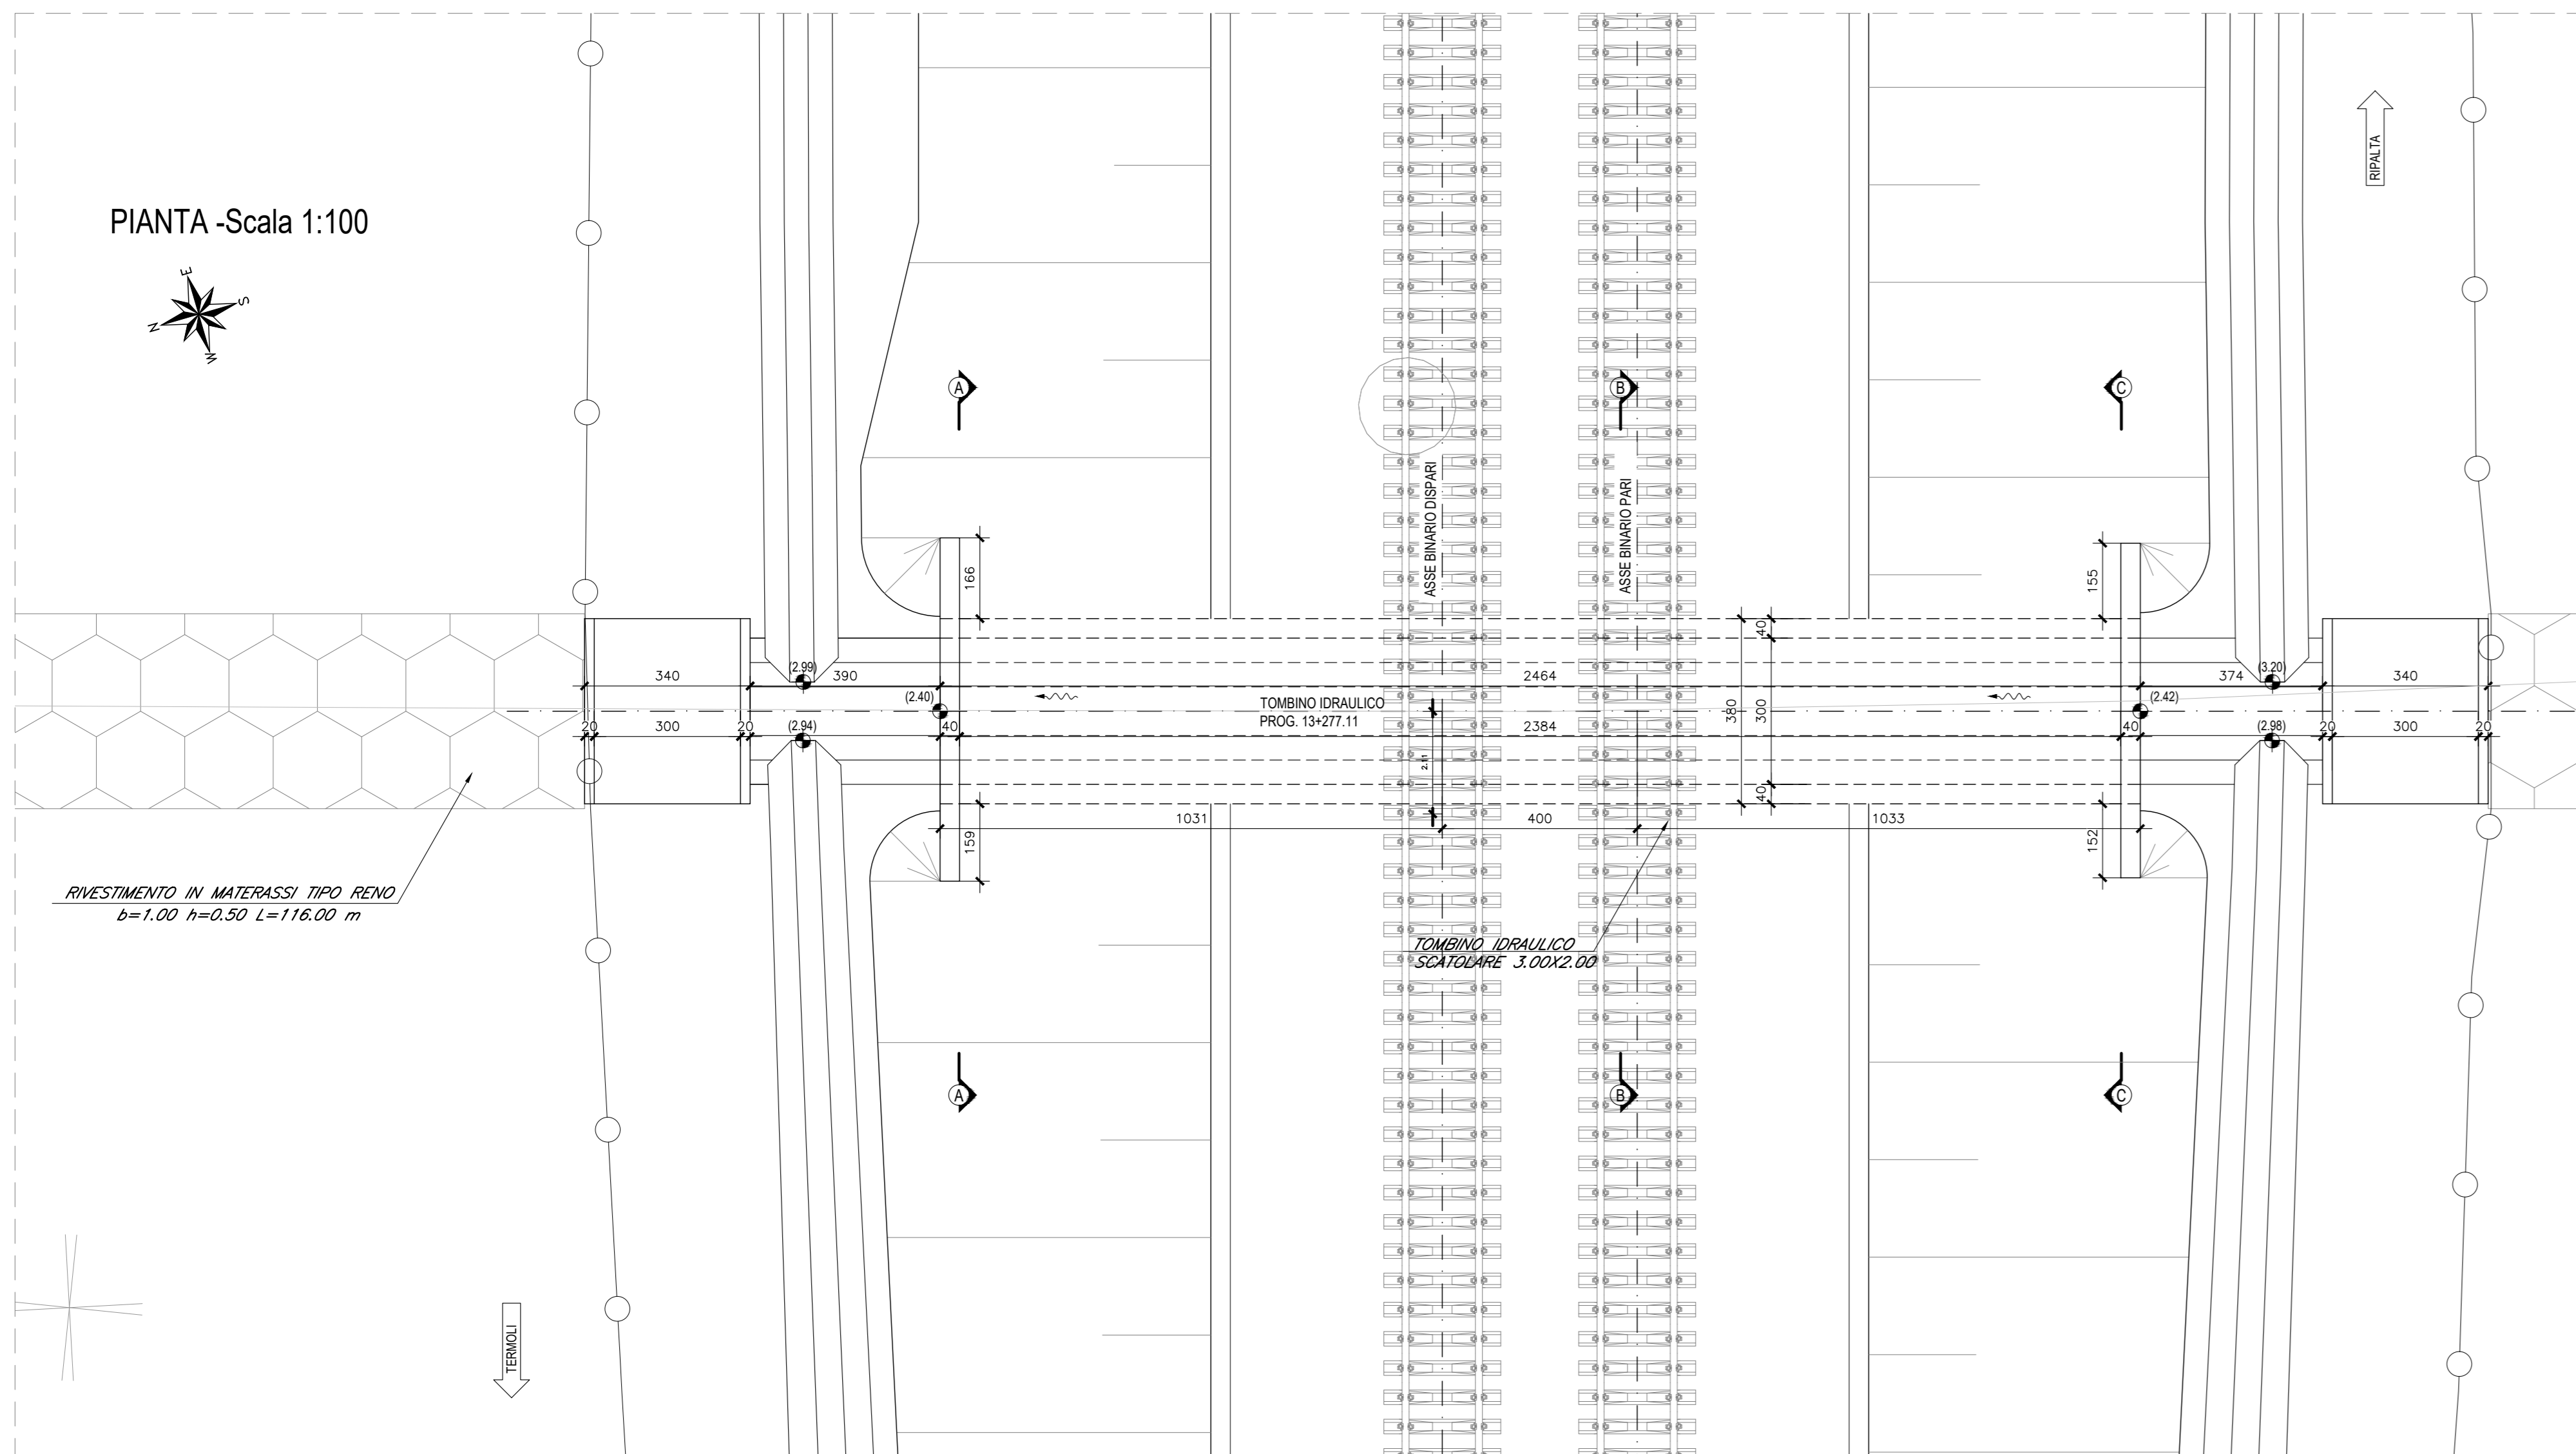 RIPALTA
PIANTA -Scala 1:100
E
S
N
W
A
B
C
ASSE BINARIO DISPARI
ASSE BINARIO PARI
166
155
40
(2.99)
(3.20)
340
390
2464
374
340
(2.40)
(2.42)
TOMBINO IDRAULICO
PROG. 13+277.11
380
300
20
300
20
(2.94)
40
2384
40
(2.98)
20
300
20
2.11
40
1031
400
1033
159
152
RIVESTIMENTO IN MATERASSI TIPO RENO
b=1.00 h=0.50 L=116.00 m
TOMBINO IDRAULICO
SCATOLARE 3.00X2.00
A
B
C
TERMOLI